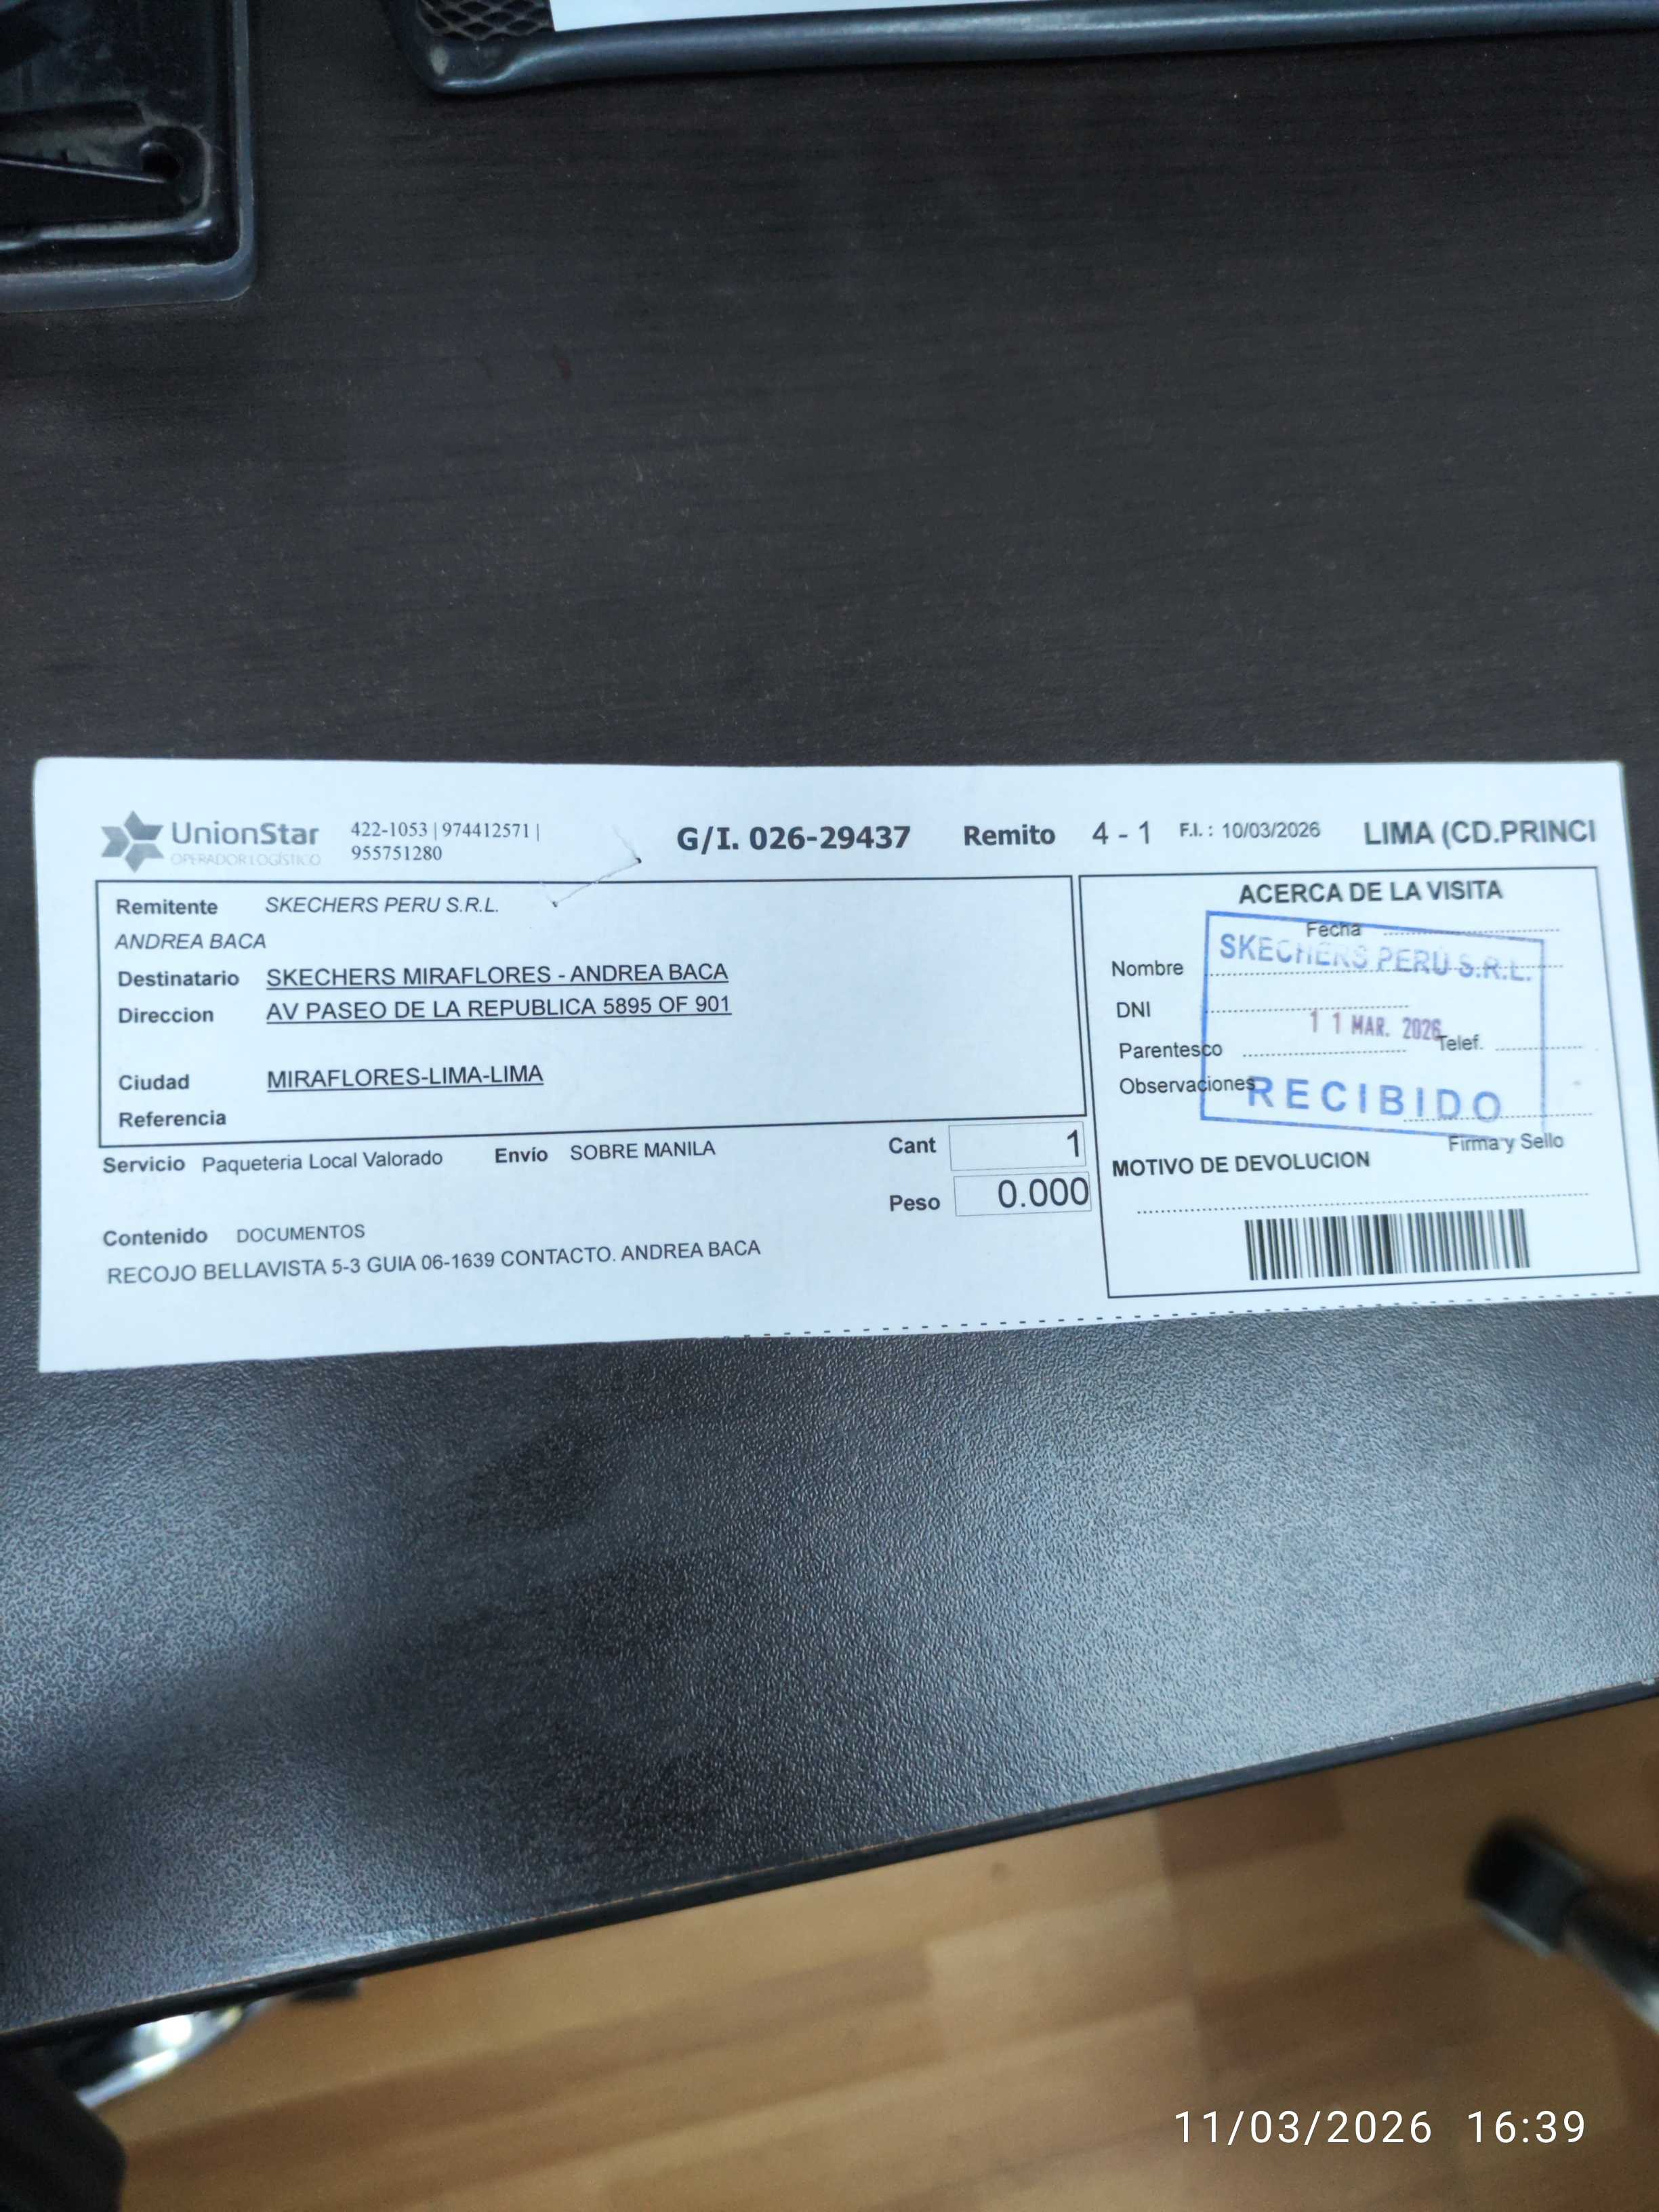 UnionStar
OPERADOR LOGÍSTICO
422-1053 | 974412571 |
955751280
G/I. 026-29437 Remito 4 - 1 F.I. : 10/03/2026 LIMA (CD.PRINCI
Remitente SKECHERS PERU S.R.L.
ANDREA BACA
Destinatario SKECHERS MIRAFLORES - ANDREA BACA
Direccion AV PASEO DE LA REPUBLICA 5895 OF 901
Ciudad MIRAFLORES-LIMA-LIMA
Referencia
Servicio Paqueteria Local Valorado Envío SOBRE MANILA Cant 1
Peso 0.000
Contenido DOCUMENTOS
RECOJO BELLAVISTA 5-3 GUIA 06-1639 CONTACTO. ANDREA BACA
ACERCA DE LA VISITA
Fecha
Nombre
DNI
Parentesco Telef.
Observaciones
Firma y Sello
MOTIVO DE DEVOLUCION
SKECHERS PERÚ S.R.L.
11 MAR. 2026
RECIBIDO
11/03/2026 16:39